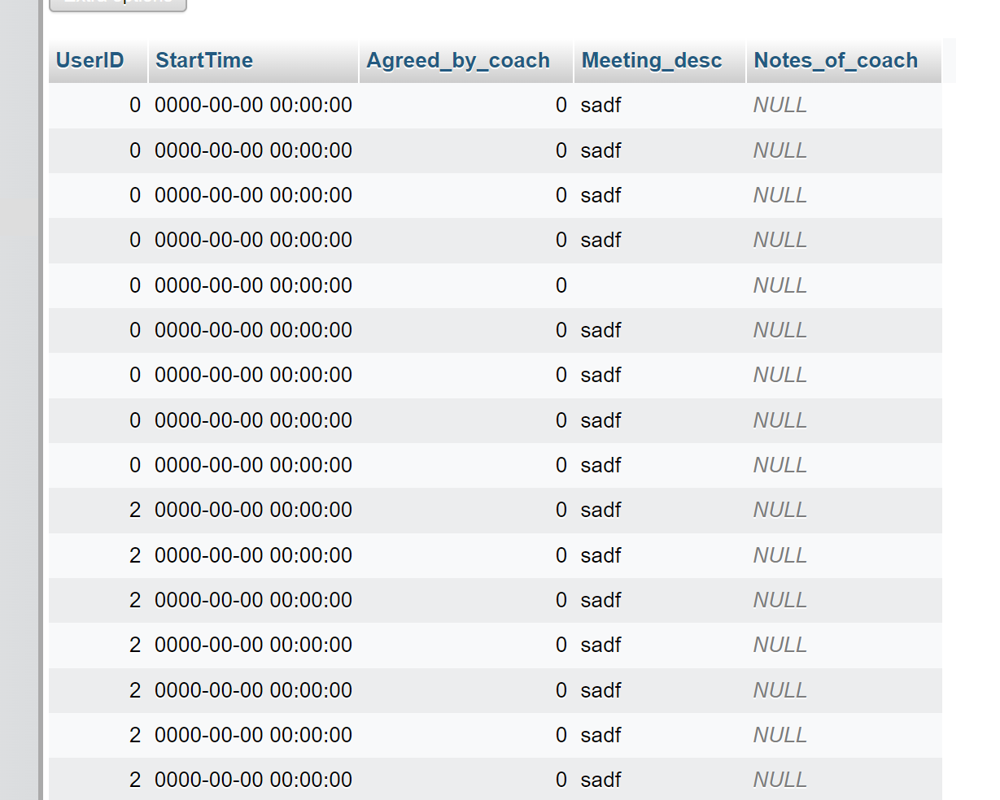 Extra options
UserID StartTime Agreed_by_coach Meeting_desc Notes_of_coach
0 0000-00-00 00:00:00 0 sadf NULL
0 0000-00-00 00:00:00 0 sadf NULL
0 0000-00-00 00:00:00 0 sadf NULL
0 0000-00-00 00:00:00 0 sadf NULL
0 0000-00-00 00:00:00 0 NULL
0 0000-00-00 00:00:00 0 sadf NULL
0 0000-00-00 00:00:00 0 sadf NULL
0 0000-00-00 00:00:00 0 sadf NULL
0 0000-00-00 00:00:00 0 sadf NULL
2 0000-00-00 00:00:00 0 sadf NULL
2 0000-00-00 00:00:00 0 sadf NULL
2 0000-00-00 00:00:00 0 sadf NULL
2 0000-00-00 00:00:00 0 sadf NULL
2 0000-00-00 00:00:00 0 sadf NULL
2 0000-00-00 00:00:00 0 sadf NULL
2 0000-00-00 00:00:00 0 sadf NULL